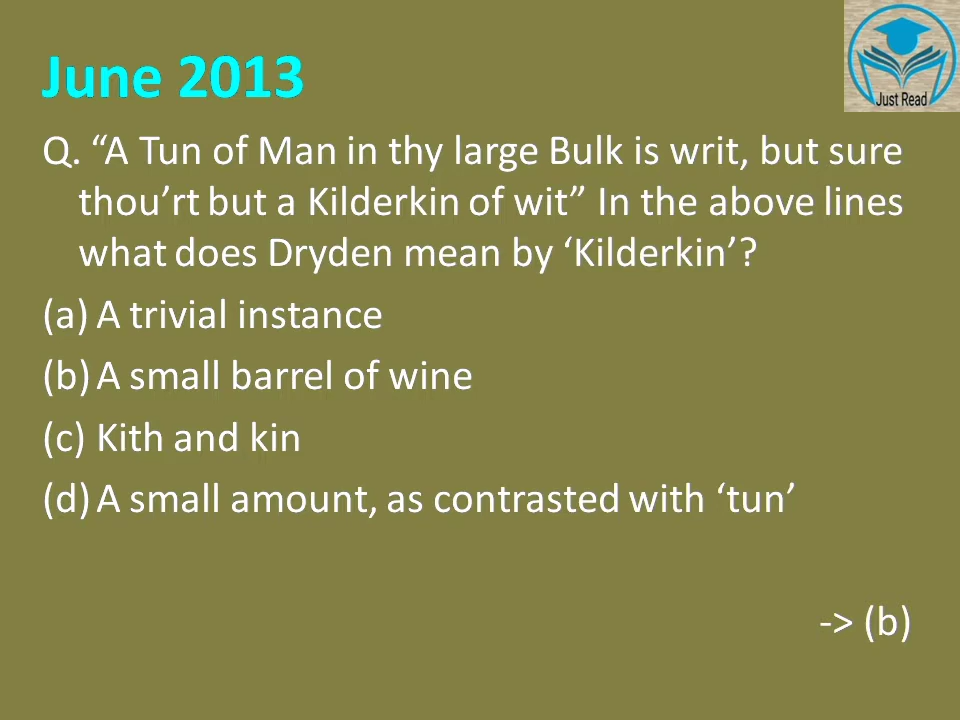 June 2013
Just Read
Q. “A Tun of Man in thy large Bulk is writ, but sure
thou’rt but a Kilderkin of wit” In the above lines
what does Dryden mean by ‘Kilderkin’?
(a) A trivial instance
(b) A small barrel of wine
(c) Kith and kin
(d) A small amount, as contrasted with ‘tun’
-> (b)